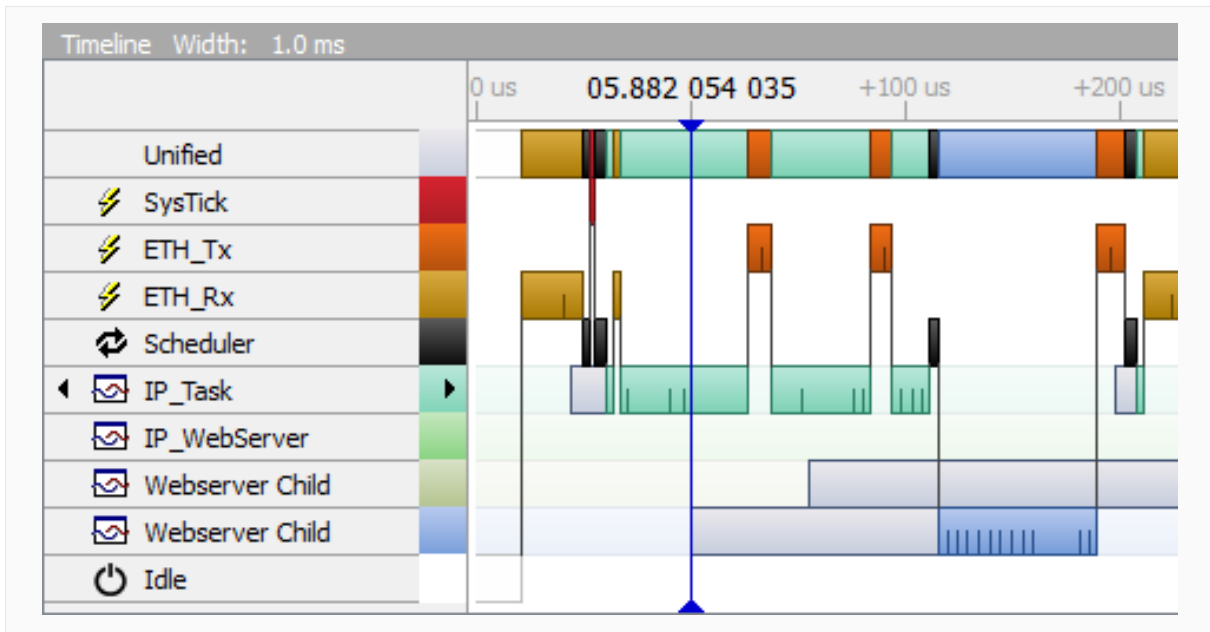 Timeline Width: 1.0 ms
0 us 05.882 054 035 +100 us +200 us
Unified
SysTick
ETH_Tx
ETH_Rx
Scheduler
IP_Task
IP_WebServer
Webserver Child
Webserver Child
Idle